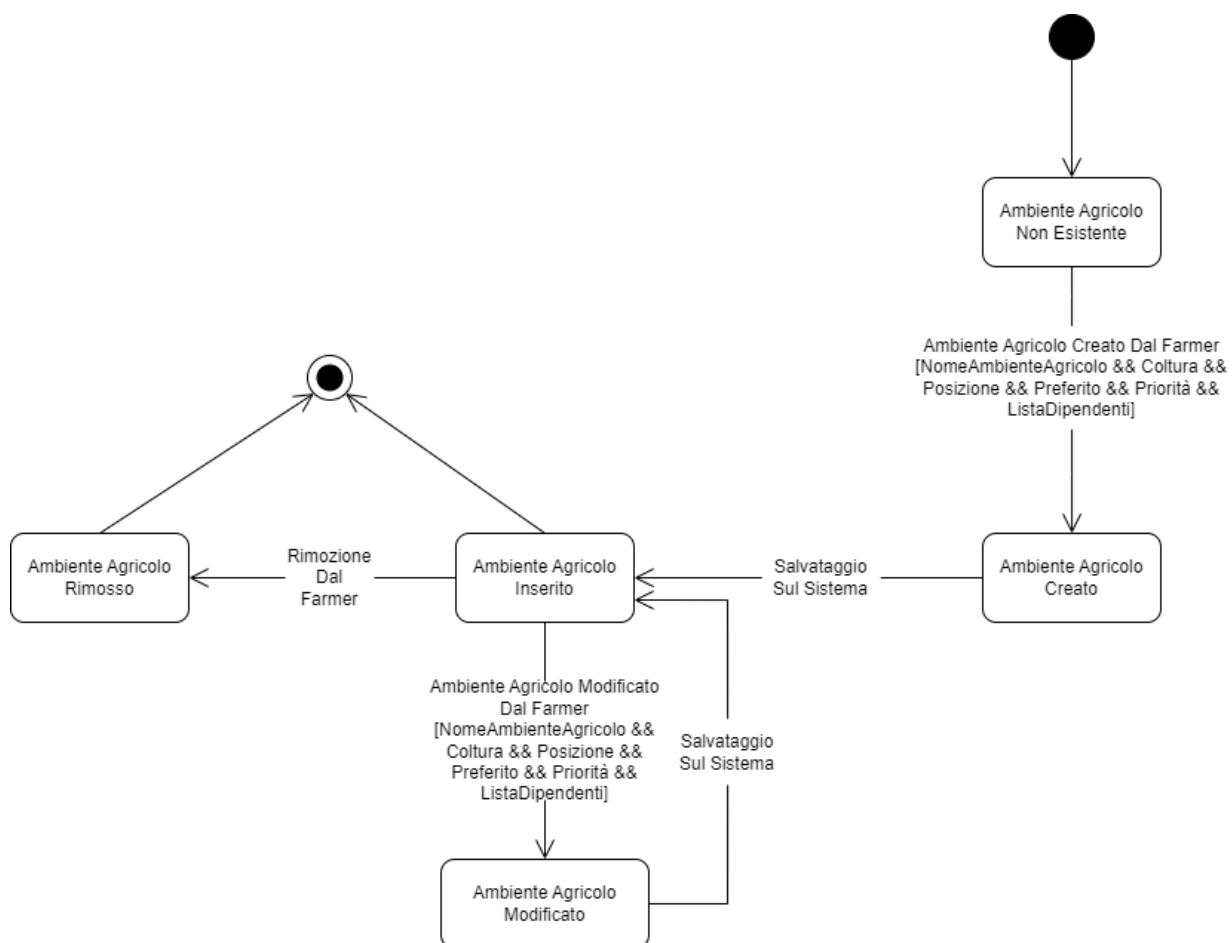 Ambiente Agricolo
Non Esistente
Ambiente Agricolo Creato Dal Farmer
[NomeAmbienteAgricolo && Coltura &&
Posizione && Preferito && Priorità &&
ListaDipendenti]
Ambiente Agricolo
Rimosso
Rimozione
Dal
Farmer
Ambiente Agricolo
Inserito
Salvataggio
Sul Sistema
Ambiente Agricolo
Creato
Ambiente Agricolo Modificato
Dal Farmer
[NomeAmbienteAgricolo &&
Coltura && Posizione &&
Preferito && Priorità &&
ListaDipendenti]
Salvataggio
Sul Sistema
Ambiente Agricolo
Modificato